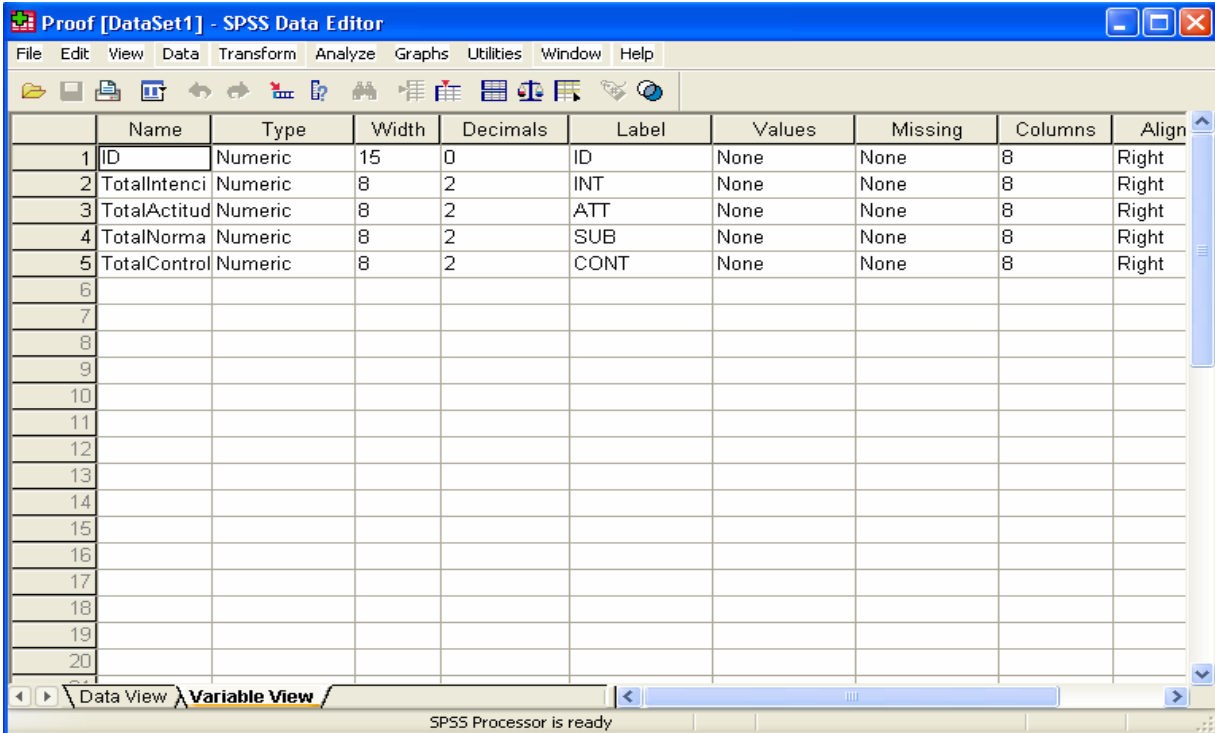 Proof [DataSet1] - SPSS Data Editor
File Edit View Data Transform Analyze Graphs Utilities Window Help
Name Type Width Decimals Label Values Missing Columns Align
1 ID Numeric 15 0 ID None None 8 Right
2 TotalIntenci Numeric 8 2 INT None None 8 Right
3 TotalActitud Numeric 8 2 ATT None None 8 Right
4 TotalNorma Numeric 8 2 SUB None None 8 Right
5 TotalControl Numeric 8 2 CONT None None 8 Right
6
7
8
9
10
11
12
13
14
15
16
17
18
19
20
Data View Variable View
SPSS Processor is ready